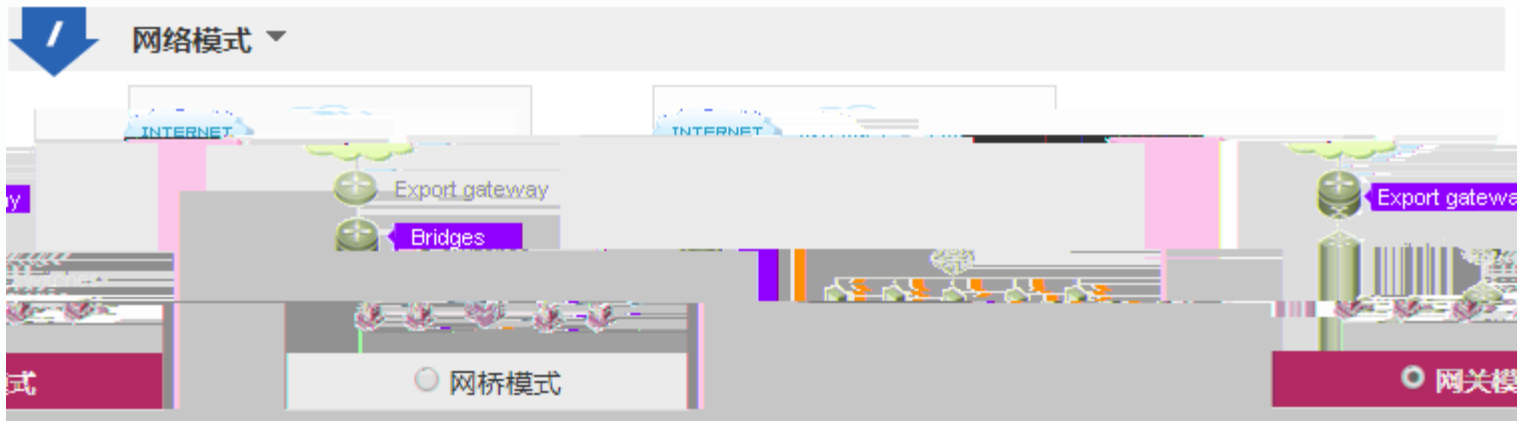 网络模式
INTERNET
INTERNET
Export gateway
Export gatewa
Bridges
式
网桥模式
网关模